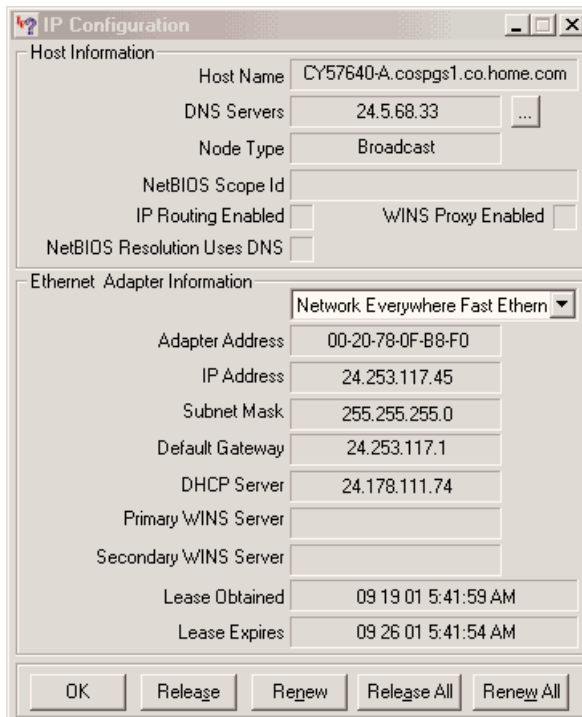 IP Configuration
Host Information
Host Name CY57640-A.cospgs1.co.home.com
DNS Servers 24.5.68.33 ...
Node Type Broadcast
NetBIOS Scope Id
IP Routing Enabled WINS Proxy Enabled
NetBIOS Resolution Uses DNS
Ethernet Adapter Information
Network Everywhere Fast Ethern
Adapter Address 00-20-78-0F-B8-F0
IP Address 24.253.117.45
Subnet Mask 255.255.255.0
Default Gateway 24.253.117.1
DHCP Server 24.178.111.74
Primary WINS Server
Secondary WINS Server
Lease Obtained 09 19 01 5:41:59 AM
Lease Expires 09 26 01 5:41:54 AM
OK Release Renew Release All Renew All